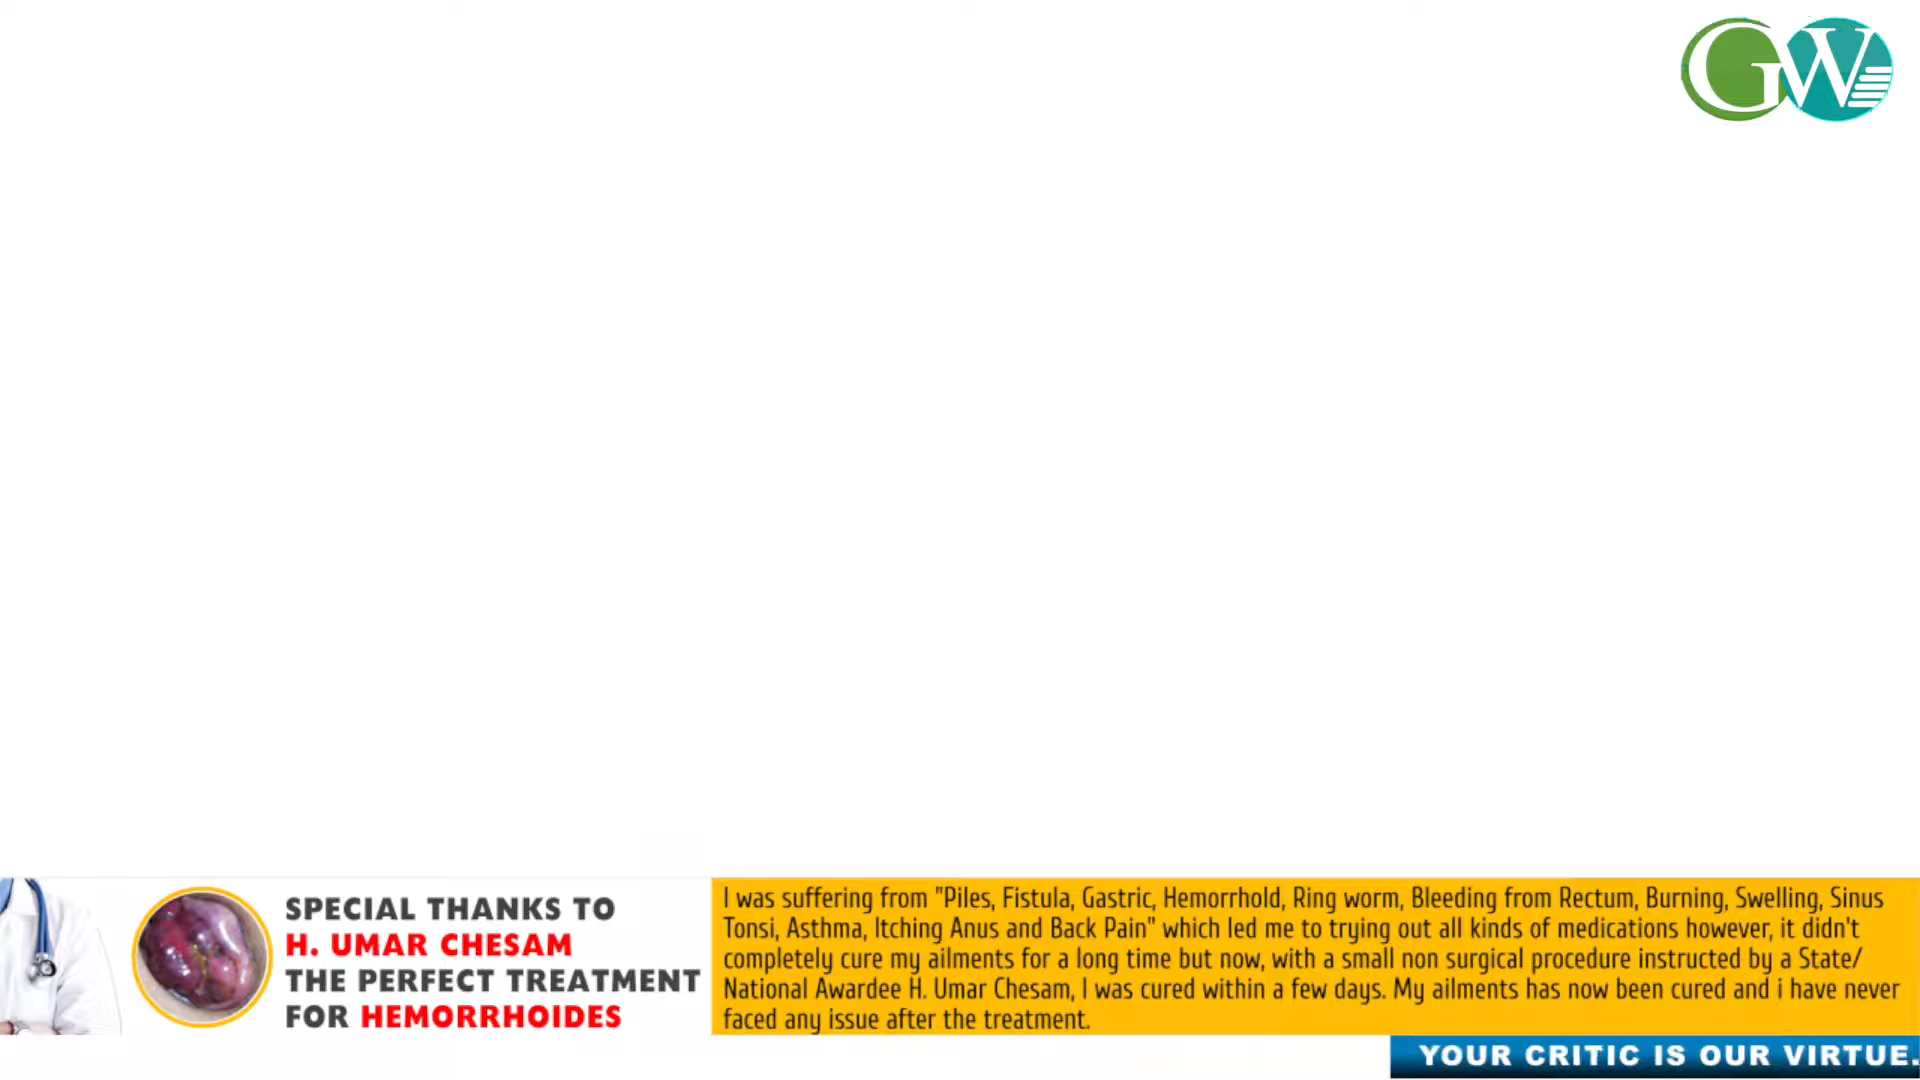 GW
SPECIAL THANKS TO
H. UMAR CHESAM
THE PERFECT TREATMENT
FOR HEMORRHOIDES
I was suffering from "Piles, Fistula, Gastric, Hemorrhold, Ring worm, Bleeding from Rectum, Burning, Swelling, Sinus
Tonsi, Asthma, Itching Anus and Back Pain" which led me to trying out all kinds of medications however, it didn't
completely cure my ailments for a long time but now, with a small non surgical procedure instructed by a State/
National Awardee H. Umar Chesam, I was cured within a few days. My ailments has now been cured and i have never
faced any issue after the treatment.
YOUR CRITIC IS OUR VIRTUE.